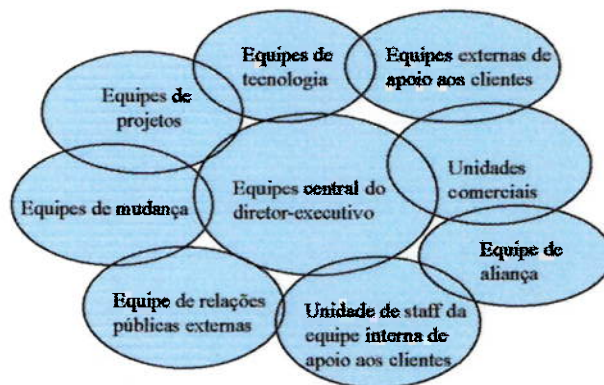 Equipes de
tecnologia
Equipes externas de
apoio aos clientes
Equipes de
projetos
Unidades
comerciais
Equipes central do
diretor-executivo
Equipes de mudança
Equipe de
aliança
Equipe de relações
públicas externas
Unidade de staff da
equipe interna de
apoio aos clientes